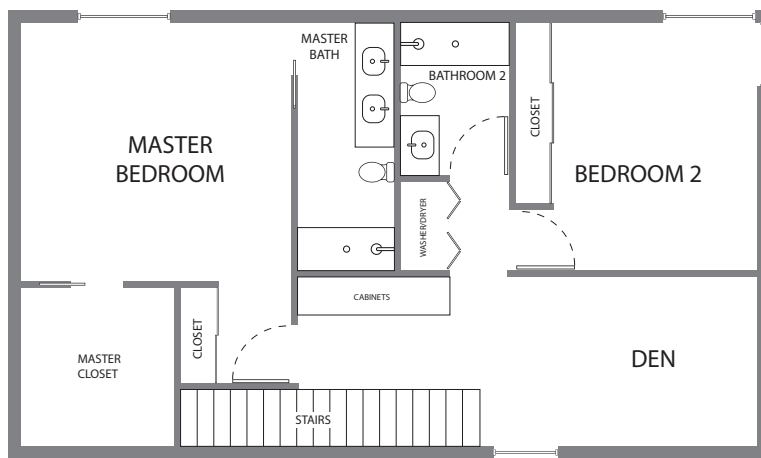 MASTER
BATH
BATHROOM 2
CLOSET
MASTER
BEDROOM
BEDROOM 2
WASHER/DRYER
CABINETS
CLOSET
MASTER
CLOSET
DEN
STAIRS